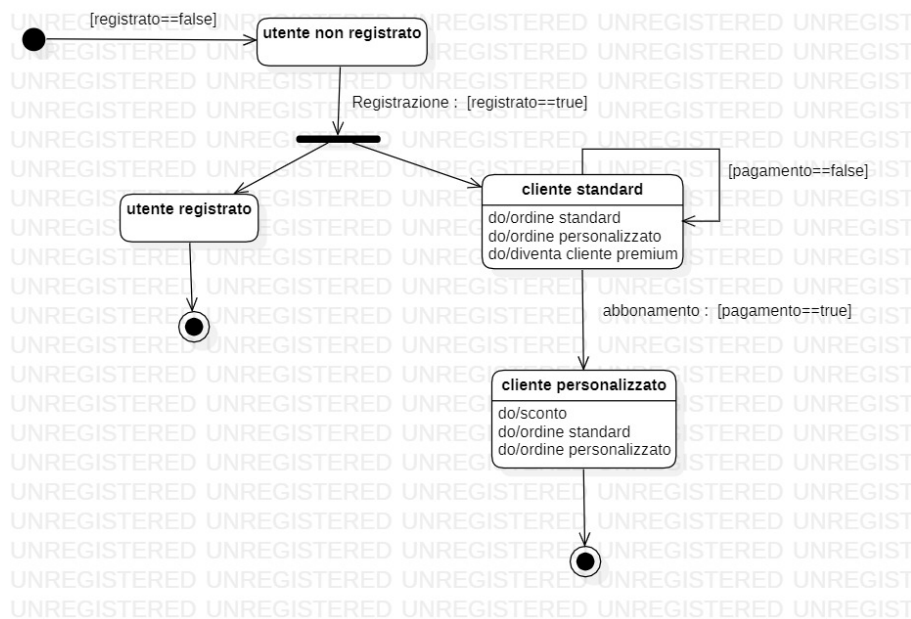 [registrato==false]
utente non registrato
Registrazione : [registrato==true]
utente registrato
cliente standard
do/ordine standard
do/ordine personalizzato
do/diventa cliente premium
[pagamento==false]
abbonamento : [pagamento==true]
cliente personalizzato
do/sconto
do/ordine standard
do/ordine personalizzato
UNREGISTERED